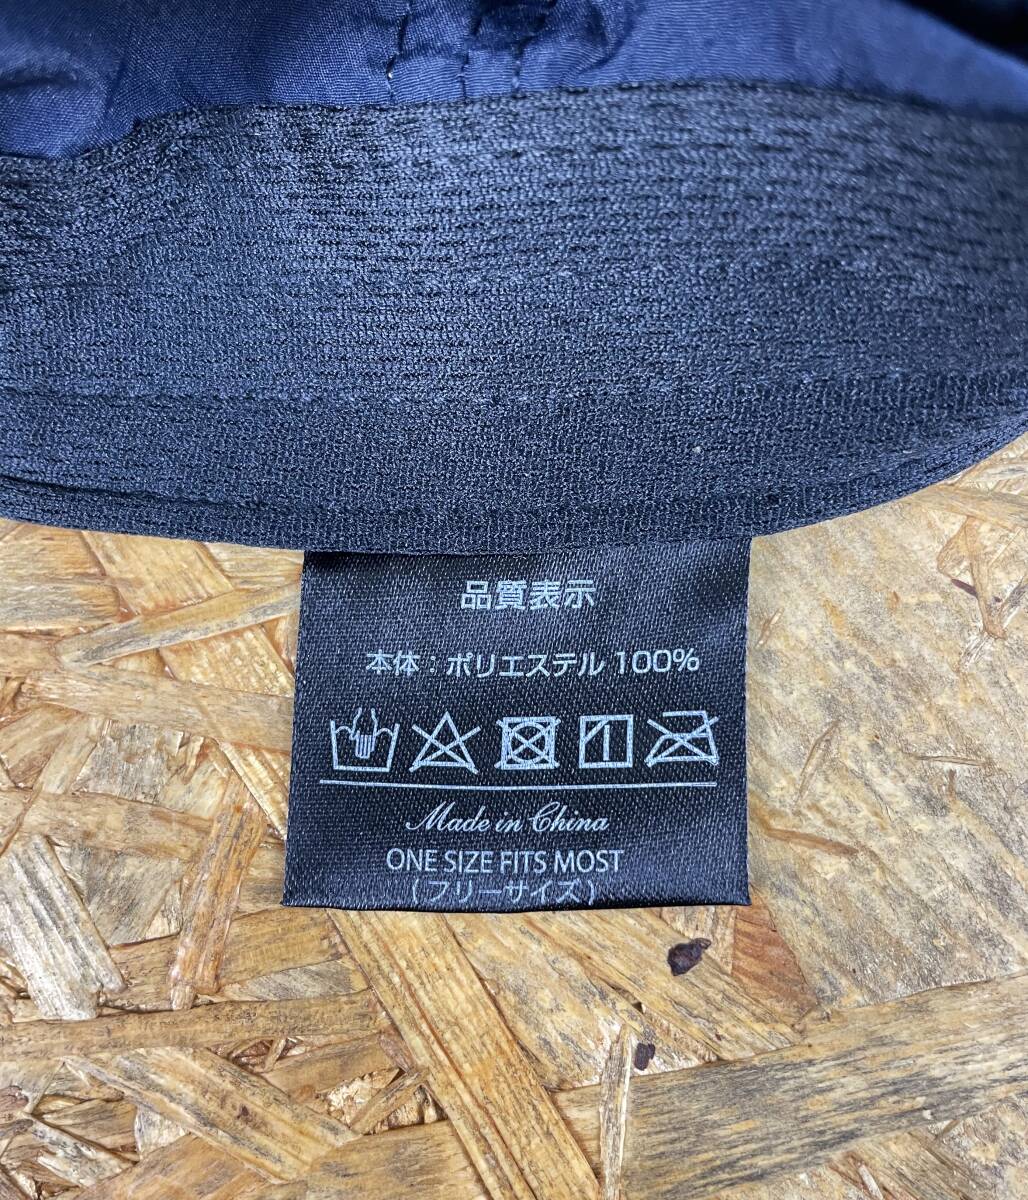 品質表示
本体：ポリエステル 100%
Made in China
ONE SIZE FITS MOST
(フリーサイズ)